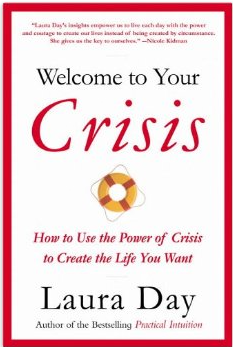 "Laura Day's insights empower us to live each day with the power
and courage to create our lives instead of being created by circumstance.
She gives us the key to ourselves." —Nicole Kidman
Welcome to Your
Crisis
How to Use the Power of Crisis
to Create the Life You Want
Laura Day
Author of the Bestselling Practical Intuition